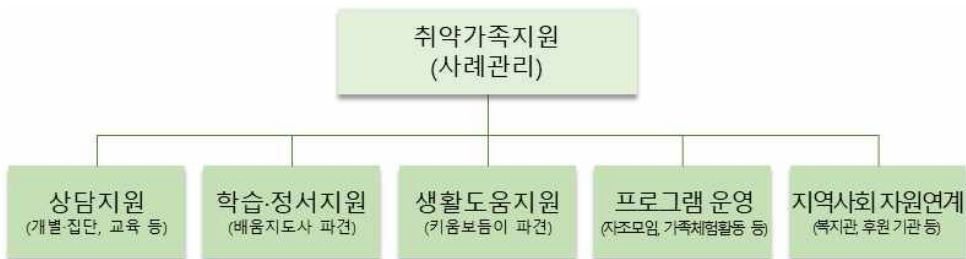 취약가족지원
(사례관리)
상담지원
(개별·집단, 교육 등)
학습·정서지원
(배움지도사 파견)
생활도움지원
(키움보듬이 파견)
프로그램 운영
(자조모임, 가족체험활동 등)
지역사회 자원연계
(복지관, 후원 기관 등)